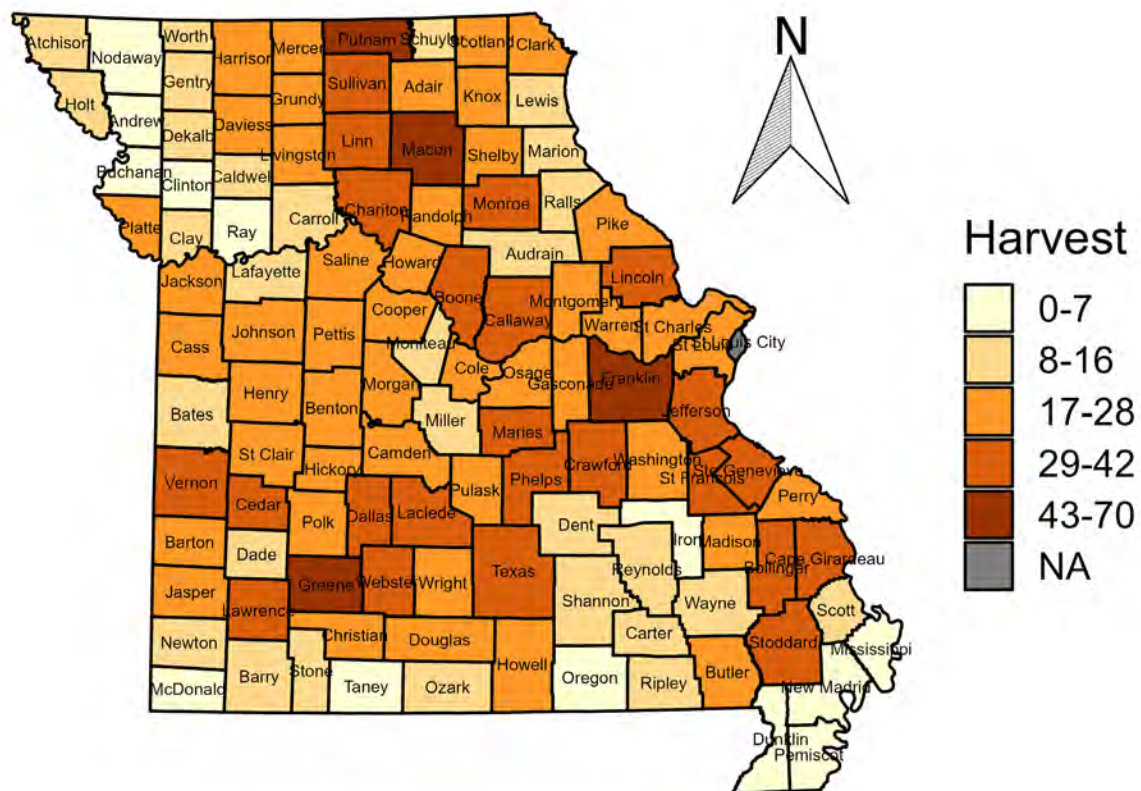 N
Harvest
0-7
8-16
17-28
29-42
43-70
NA
Atchison
Nodaway
Worth
Harrison
Mercer
Putnam
Schuyler
Scotland
Clark
Gentry
Sullivan
Adair
Knox
Lewis
Holt
Andrew
Grundy
Daviess
Dekalb
Linn
Macon
Shelby
Marion
Livingston
Buchanan
Clinton
Caldwel
Chariton
Randolph
Monroe
Ralls
Platte
Clay
Ray
Carroll
Pike
Audrain
Saline
Howard
Lafayette
Jackson
Lincoln
Boone
Callaway
Montgomery
Cooper
Johnson
Pettis
Warren
St Charles
Cass
Moniteau
St Louis
St Louis City
Cole
Osage
Gasconade
Franklin
Henry
Morgan
Benton
Bates
Miller
Jefferson
Maries
St Clair
Camden
Hickory
Crawford
Washington
Ste Genevieve
St Francois
Vernon
Pulask
Phelps
Cedar
Polk
Dallas
Laclede
Perry
Dent
Iron
Madison
Barton
Dade
Cape Girardeau
Bollinger
Reynolds
Texas
Greene
Webster
Wright
Jasper
Lawrence
Shannon
Wayne
Scott
Christian
Douglas
Carter
Newton
Stoddard
Mississippi
Howell
Stone
Barry
McDonald
Taney
Ozark
Oregon
Ripley
Butler
New Madrid
Dunklin
Pemiscot